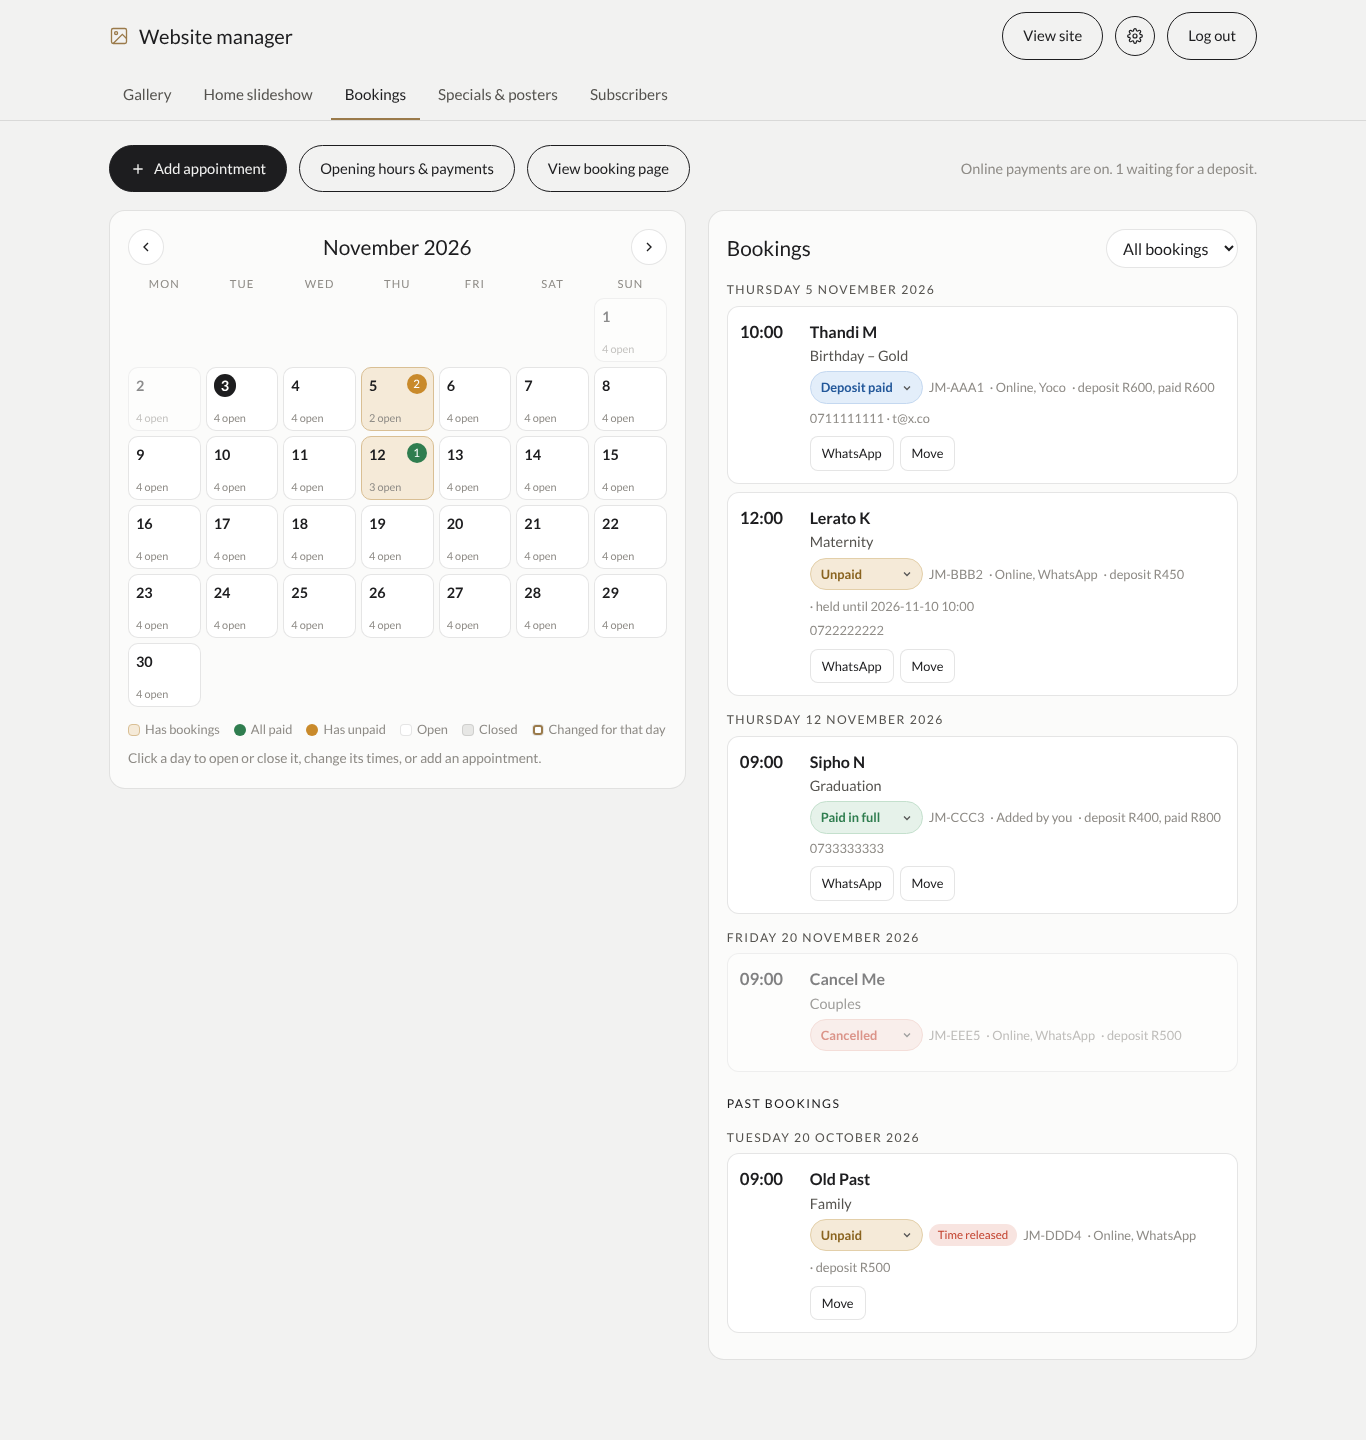 Website manager
View site
Log out
Gallery
Home slideshow
Bookings
Specials & posters
Subscribers
+ Add appointment
Opening hours & payments
View booking page
Online payments are on. 1 waiting for a deposit.
November 2026
MON TUE WED THU FRI SAT SUN
1
4 open
2 3 4 5 2 6 7 8
4 open 4 open 4 open 2 open 4 open 4 open 4 open
9 10 11 12 1 13 14 15
4 open 4 open 4 open 3 open 4 open 4 open 4 open
16 17 18 19 20 21 22
4 open 4 open 4 open 4 open 4 open 4 open 4 open
23 24 25 26 27 28 29
4 open 4 open 4 open 4 open 4 open 4 open 4 open
30
4 open
Has bookings All paid Has unpaid Open Closed Changed for that day
Click a day to open or close it, change its times, or add an appointment.
Bookings
All bookings
THURSDAY 5 NOVEMBER 2026
10:00 Thandi M
Birthday – Gold
Deposit paid JM-AAA1 · Online, Yoco · deposit R600, paid R600
0711111111 · t@x.co
WhatsApp Move
12:00 Lerato K
Maternity
Unpaid JM-BBB2 · Online, WhatsApp · deposit R450
· held until 2026-11-10 10:00
0722222222
WhatsApp Move
THURSDAY 12 NOVEMBER 2026
09:00 Sipho N
Graduation
Paid in full JM-CCC3 · Added by you · deposit R400, paid R800
0733333333
WhatsApp Move
FRIDAY 20 NOVEMBER 2026
09:00 Cancel Me
Couples
Cancelled JM-EEE5 · Online, WhatsApp · deposit R500
PAST BOOKINGS
TUESDAY 20 OCTOBER 2026
09:00 Old Past
Family
Unpaid Time released JM-DDD4 · Online, WhatsApp
· deposit R500
Move